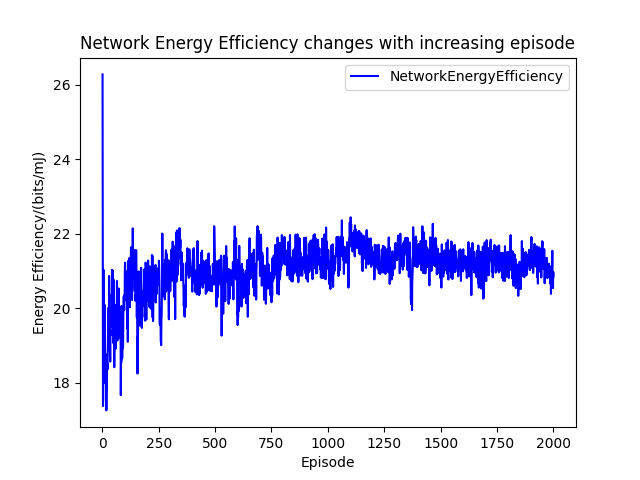 Network Energy Efficiency changes with increasing episode
NetworkEnergyEfficiency
Energy Efficiency/(bits/mJ)
26
24
22
20
18
0 250 500 750 1000 1250 1500 1750 2000
Episode